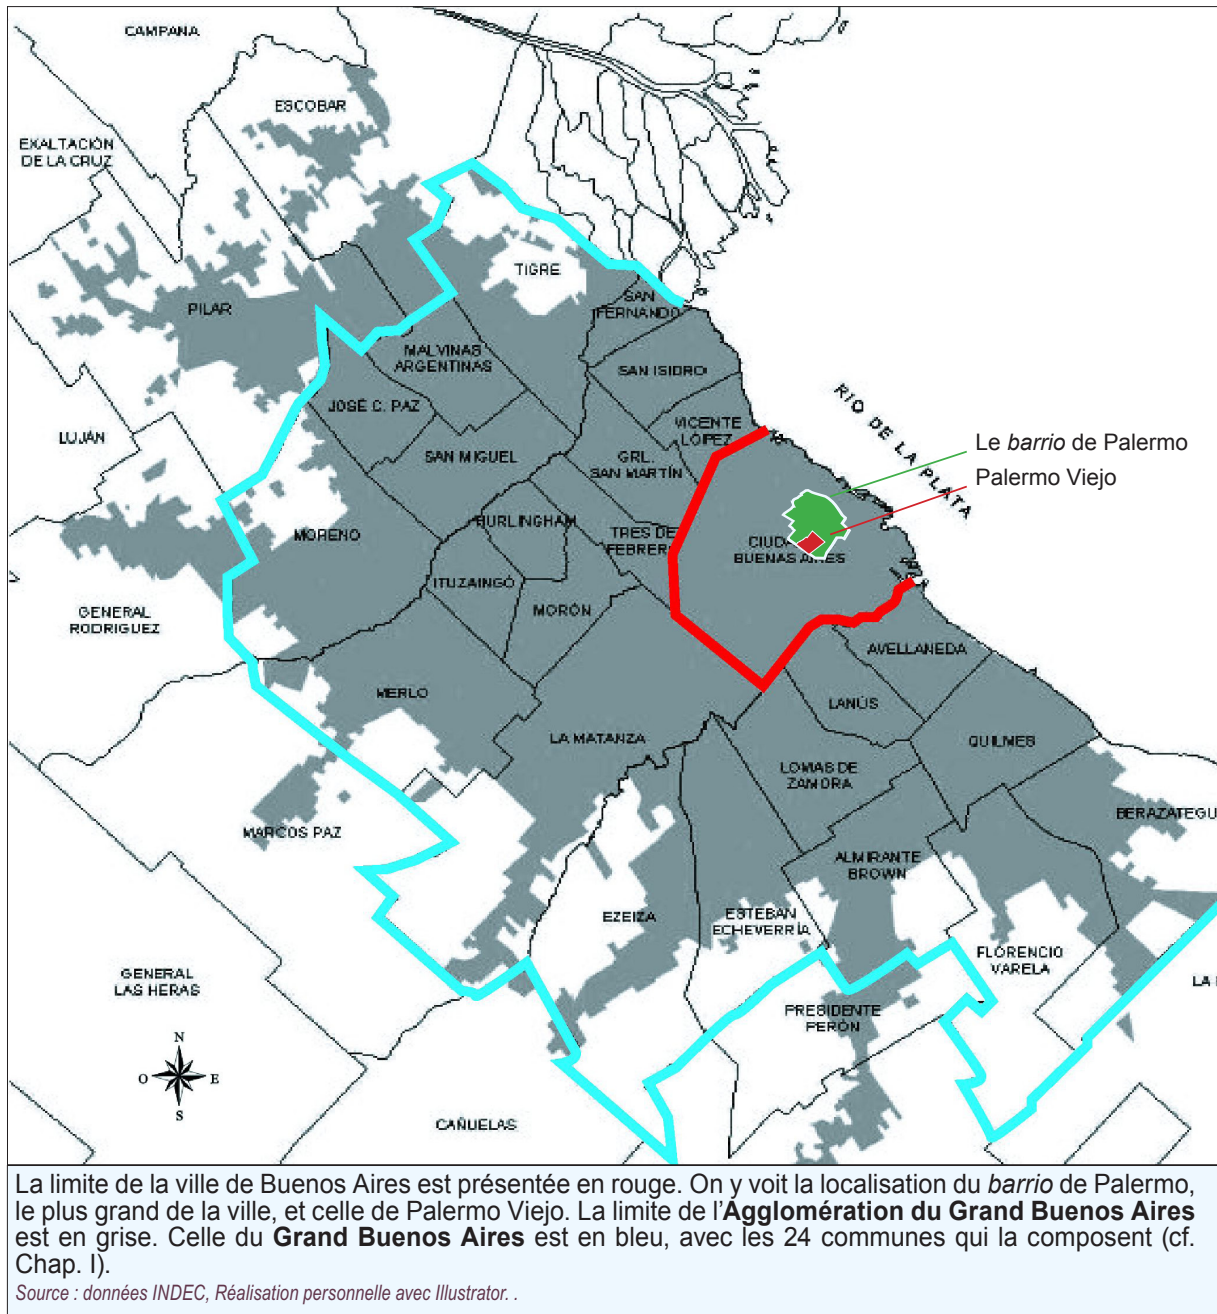 CAMPANA
ESCOBAR
EXALTACIÓN
DE LA CRUZ
TIGRE
SAN
FERNANDO
PILAR
MALVINAS
ARGENTINAS
SAN ISIDRO
RIO DE LA PLATA
JOSÉ C. PAZ
VICENTE
LÓPEZ
LUJÁN
Le barrio de Palermo
SAN MIGUEL
GRL.
SAN MARTÍN
Palermo Viejo
HURLINGHAM
MORENO
TRES DE
FEBRERO
CIUDA
BUENAS AIRES
ITUZAINGÓ
MORÓN
GENERAL
RODRIGUEZ
AVELLANEDA
MERLO
LANÚS
LA MATANZA
QUILMES
LOMAS DE
ZAMORA
MARCOS PAZ
BERAZATEGU
ALMIRANTE
BROWN
EZEIZA
ESTEBAN
ECHEVERRÍA
FLORENCIO
VARELA
GENERAL
LAS HERAS
LA
PRESIDENTE
PERÓN
N
O E
S
CAÑUELAS
La limite de la ville de Buenos Aires est présentée en rouge. On y voit la localisation du barrio de Palermo,
le plus grand de la ville, et celle de Palermo Viejo. La limite de l'Agglomération du Grand Buenos Aires
est en grise. Celle du Grand Buenos Aires est en bleu, avec les 24 communes qui la composent (cf.
Chap. I).
Source : données INDEC, Réalisation personnelle avec Illustrator. .